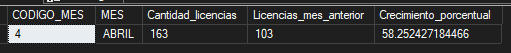 CODIGO_MES MES Cantidad_licencias Licencias_mes_anterior Crecimiento_porcentual
4 ABRIL 163 103 58.252427184466